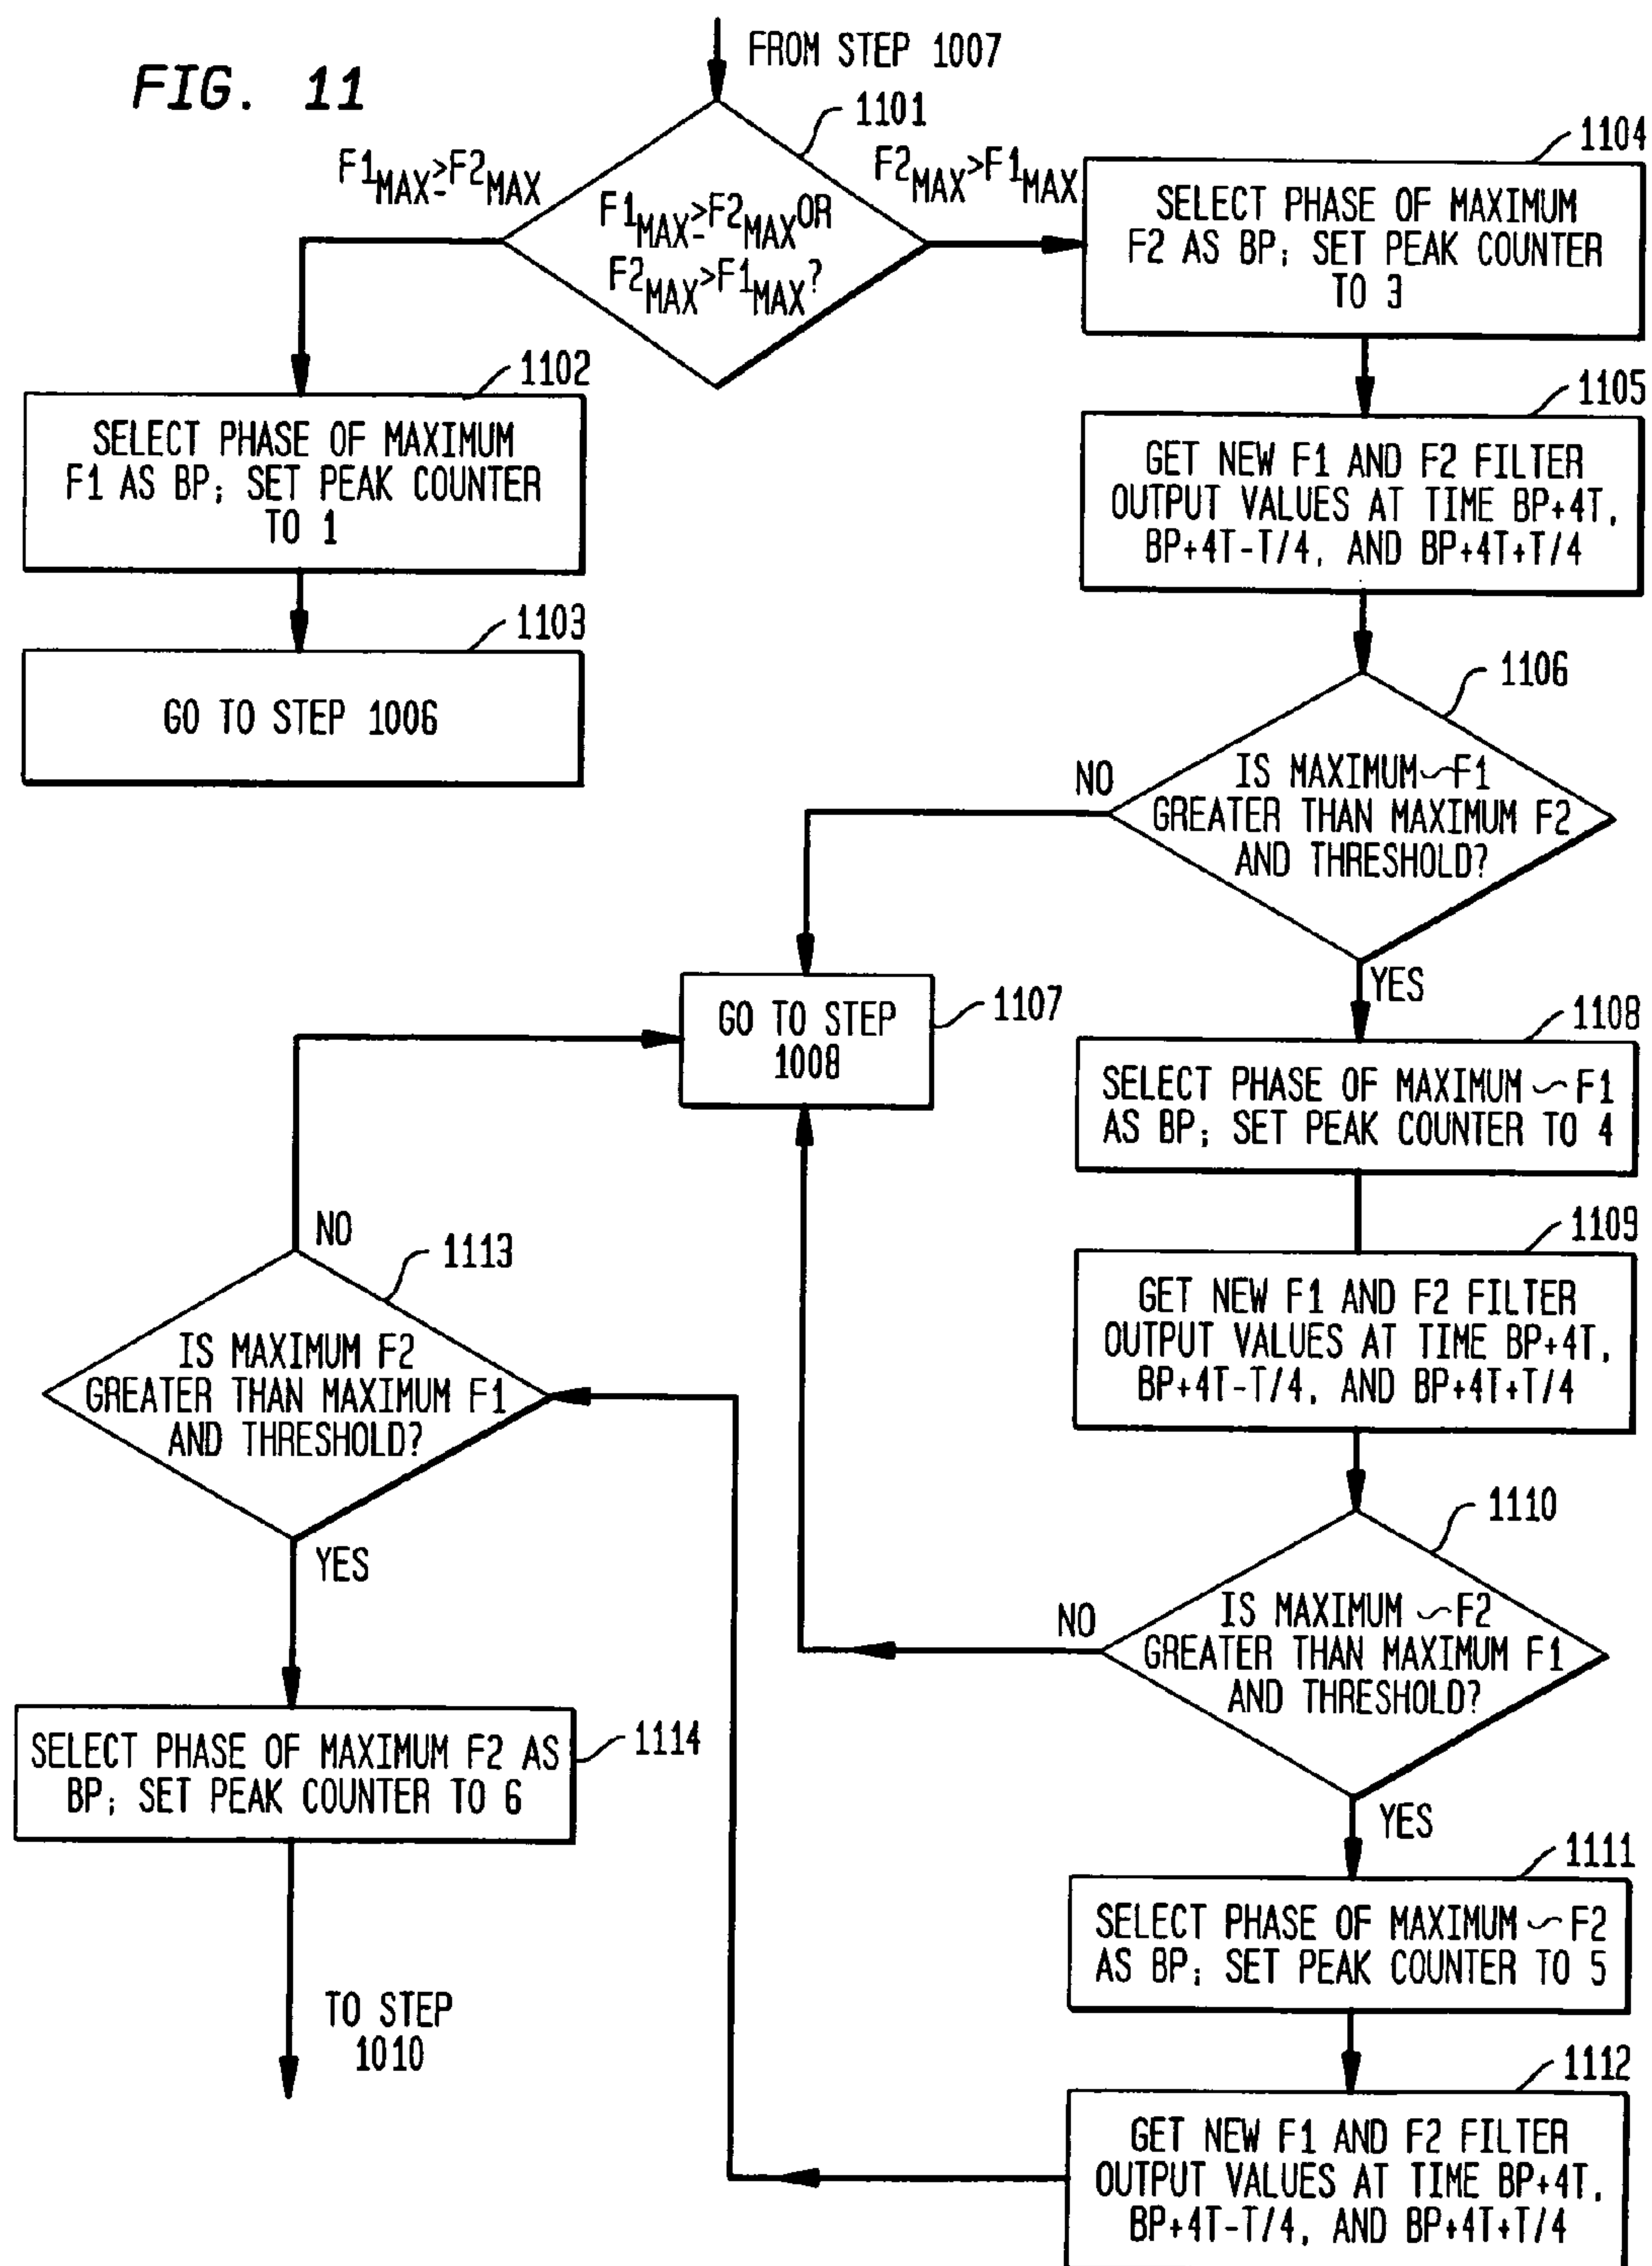 FIG. 11
FROM STEP 1007
1101
F1MAX≥F2MAX
F2MAX>F1MAX
F1MAX≥F2MAX OR
F2MAX>F1MAX?
1104
SELECT PHASE OF MAXIMUM
F2 AS BP; SET PEAK COUNTER
TO 3
1102
SELECT PHASE OF MAXIMUM
F1 AS BP; SET PEAK COUNTER
TO 1
1105
GET NEW F1 AND F2 FILTER
OUTPUT VALUES AT TIME BP+4T,
BP+4T-T/4, AND BP+4T+T/4
1103
GO TO STEP 1006
1106
IS MAXIMUM ~F1
GREATER THAN MAXIMUM F2
AND THRESHOLD?
NO
YES
1107
GO TO STEP
1008
1108
SELECT PHASE OF MAXIMUM ~F1
AS BP; SET PEAK COUNTER TO 4
1109
GET NEW F1 AND F2 FILTER
OUTPUT VALUES AT TIME BP+4T,
BP+4T-T/4, AND BP+4T+T/4
1110
IS MAXIMUM ~F2
GREATER THAN MAXIMUM F1
AND THRESHOLD?
NO
YES
1111
SELECT PHASE OF MAXIMUM ~F2
AS BP; SET PEAK COUNTER TO 5
1112
GET NEW F1 AND F2 FILTER
OUTPUT VALUES AT TIME BP+4T,
BP+4T-T/4, AND BP+4T+T/4
1113
IS MAXIMUM F2
GREATER THAN MAXIMUM F1
AND THRESHOLD?
NO
YES
1114
SELECT PHASE OF MAXIMUM F2 AS
BP; SET PEAK COUNTER TO 6
TO STEP
1010